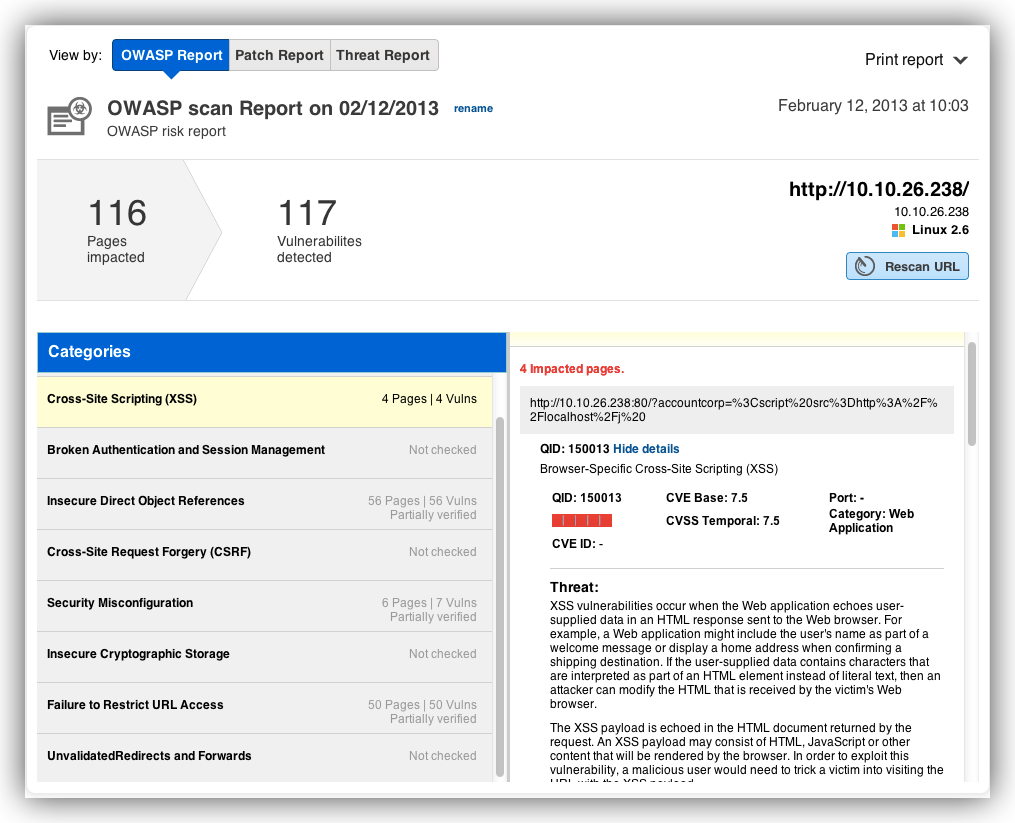 View by: OWASP Report Patch Report Threat Report
Print report
OWASP scan Report on 02/12/2013 rename
February 12, 2013 at 10:03
OWASP risk report
116
Pages
impacted
117
Vulnerabilites
detected
http://10.10.26.238/
10.10.26.238
Linux 2.6
Rescan URL
Categories
Cross-Site Scripting (XSS) 4 Pages | 4 Vulns
Broken Authentication and Session Management Not checked
Insecure Direct Object References 56 Pages | 56 Vulns
Partially verified
Cross-Site Request Forgery (CSRF) Not checked
Security Misconfiguration 6 Pages | 7 Vulns
Partially verified
Insecure Cryptographic Storage Not checked
Failure to Restrict URL Access 50 Pages | 50 Vulns
Partially verified
UnvalidatedRedirects and Forwards Not checked
4 Impacted pages.
http://10.10.26.238:80/?accountcorp=%3Cscript%20src%3Dhttp%3A%2F%
2Flocalhost%2Fj%20
QID: 150013 Hide details
Browser-Specific Cross-Site Scripting (XSS)
QID: 150013 CVE Base: 7.5 Port: -
CVSS Temporal: 7.5 Category: Web
Application
CVE ID: -
Threat:
XSS vulnerabilities occur when the Web application echoes user-
supplied data in an HTML response sent to the Web browser. For
example, a Web application might include the user's name as part of a
welcome message or display a home address when confirming a
shipping destination. If the user-supplied data contains characters that
are interpreted as part of an HTML element instead of literal text, then an
attacker can modify the HTML that is received by the victim's Web
browser.
The XSS payload is echoed in the HTML document returned by the
request. An XSS payload may consist of HTML, JavaScript or other
content that will be rendered by the browser. In order to exploit this
vulnerability, a malicious user would need to trick a victim into visiting the
URL with the XSS payload.